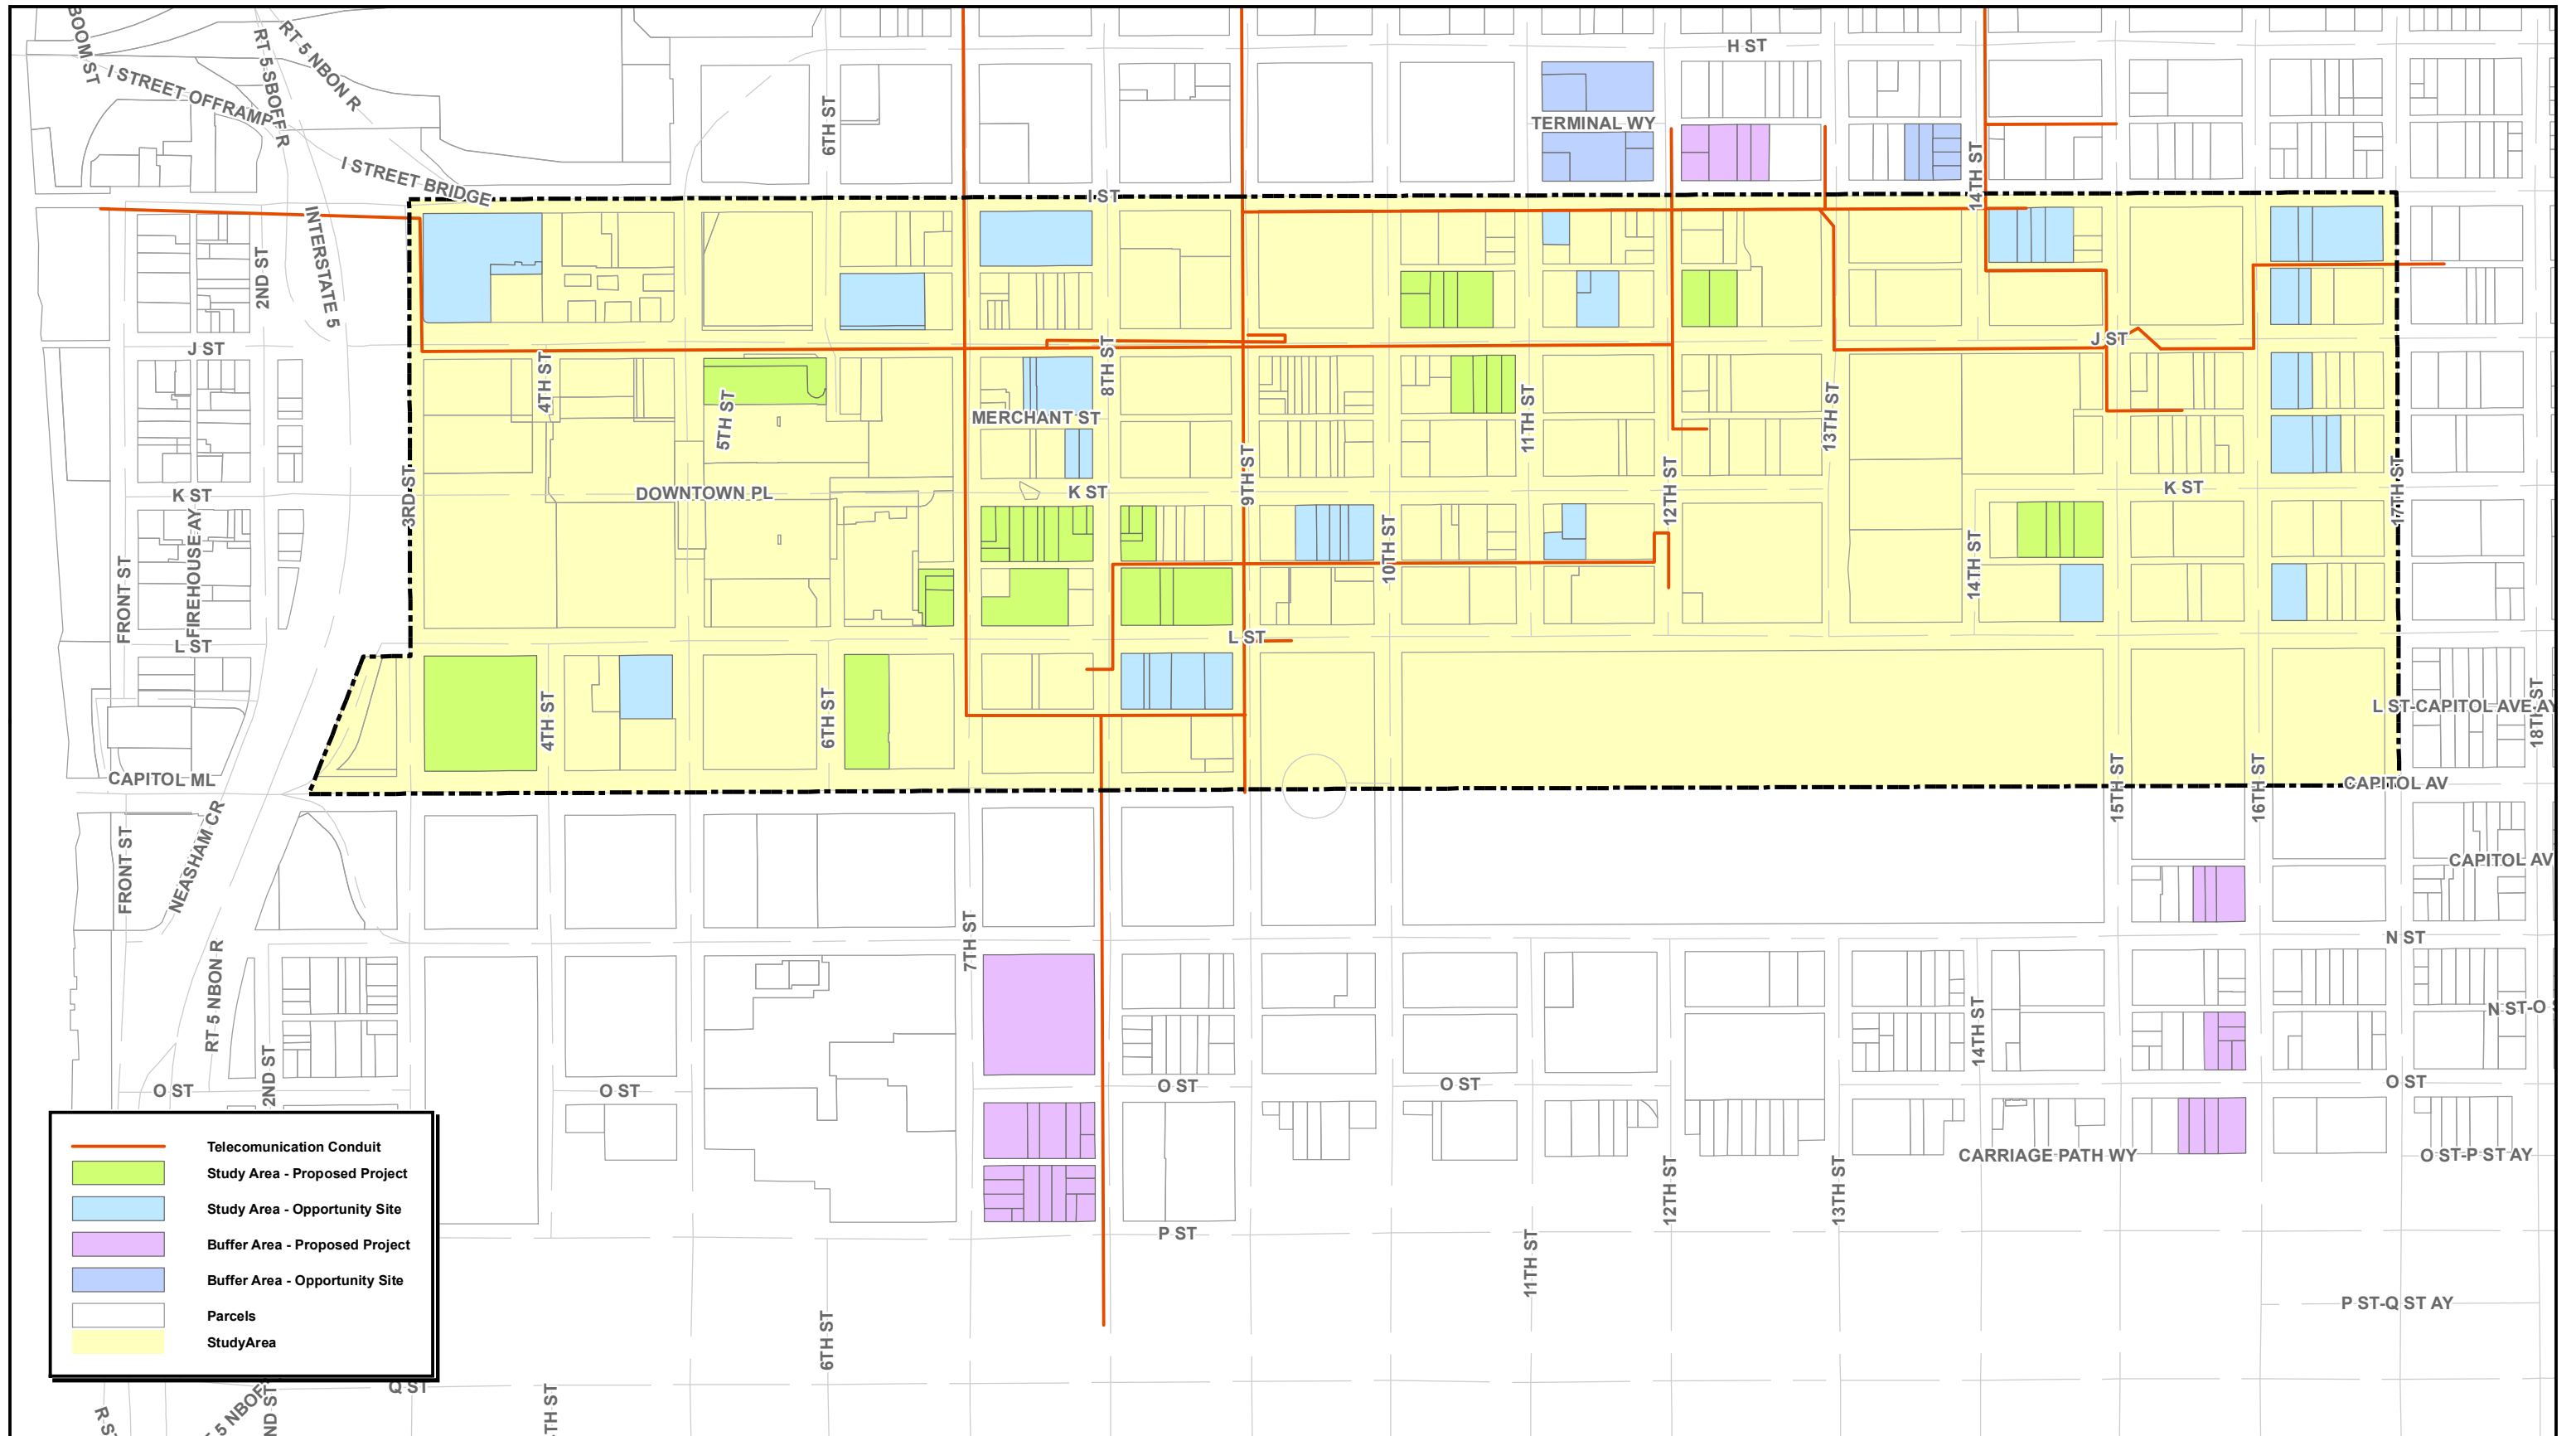 BOOM ST
RT 5 SBOFF R
RT 5 NBON R
H ST
I STREET OFFRAMP
6TH ST
TERMINAL WY
14TH ST
I STREET BRIDGE
I ST
INTERSTATE 5
2ND ST
J ST
J ST
4TH ST
8TH ST
5TH ST
MERCHANT ST
11TH ST
13TH ST
3RD ST
K ST
DOWNTOWN PL
K ST
9TH ST
12TH ST
K ST
17TH ST
FRONT ST
FIREHOUSE AY
10TH ST
14TH ST
L ST
L ST
4TH ST
6TH ST
L ST-CAPITOL AVE AY
18TH ST
CAPITOL ML
15TH ST
16TH ST
CAPITOL AV
FRONT ST
NEASHAM CR
CAPITOL AV
7TH ST
N ST
RT 5 NBON R
14TH ST
N ST-O S
2ND ST
O ST
O ST
O ST
O ST
O ST
CARRIAGE PATH WY
O ST-P ST AY
12TH ST
13TH ST
P ST
11TH ST
6TH ST
P ST-Q ST AY
Telecomunication Conduit
Study Area - Proposed Project
Study Area - Opportunity Site
Buffer Area - Proposed Project
Buffer Area - Opportunity Site
Parcels
StudyArea
Q ST
R S
5 NBOF
ND ST
TH ST